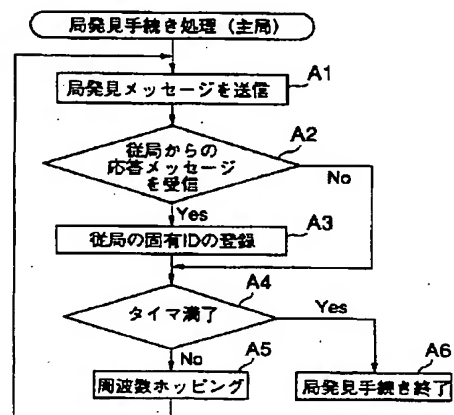 局発見手続き処理(主局)
A1
局発見メッセージを送信
A2
従局からの
応答メッセージ
を受信
No
Yes
A3
従局の固有IDの登録
A4
タイマ満了
Yes
No
A5
A6
周波数ホッピング
局発見手続き終了